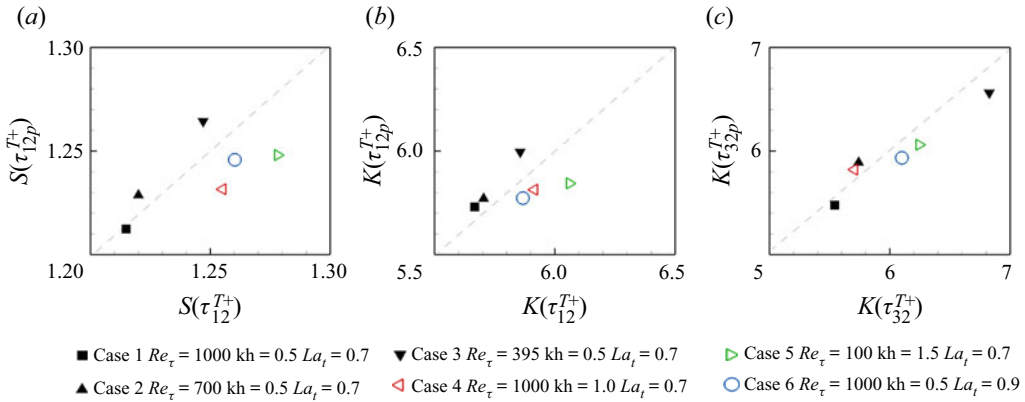 (a) (b) (c)
1.30 6.5 7
S(τ₁₂ₚᵀ⁺) K(τ₁₂ₚᵀ⁺) K(τ₃₂ₚᵀ⁺)
1.25 6.0 6
1.20 5.5 5
1.25 1.30 6.0 6.5 5 6 7
S(τ₁₂ᵀ⁺) K(τ₁₂ᵀ⁺) K(τ₃₂ᵀ⁺)
Case 1 Reτ = 1000 kh = 0.5 Laₜ = 0.7
Case 3 Reτ = 395 kh = 0.5 Laₜ = 0.7
Case 5 Reτ = 100 kh = 1.5 Laₜ = 0.7
Case 2 Reτ = 700 kh = 0.5 Laₜ = 0.7
Case 4 Reτ = 1000 kh = 1.0 Laₜ = 0.7
Case 6 Reτ = 1000 kh = 0.5 Laₜ = 0.9